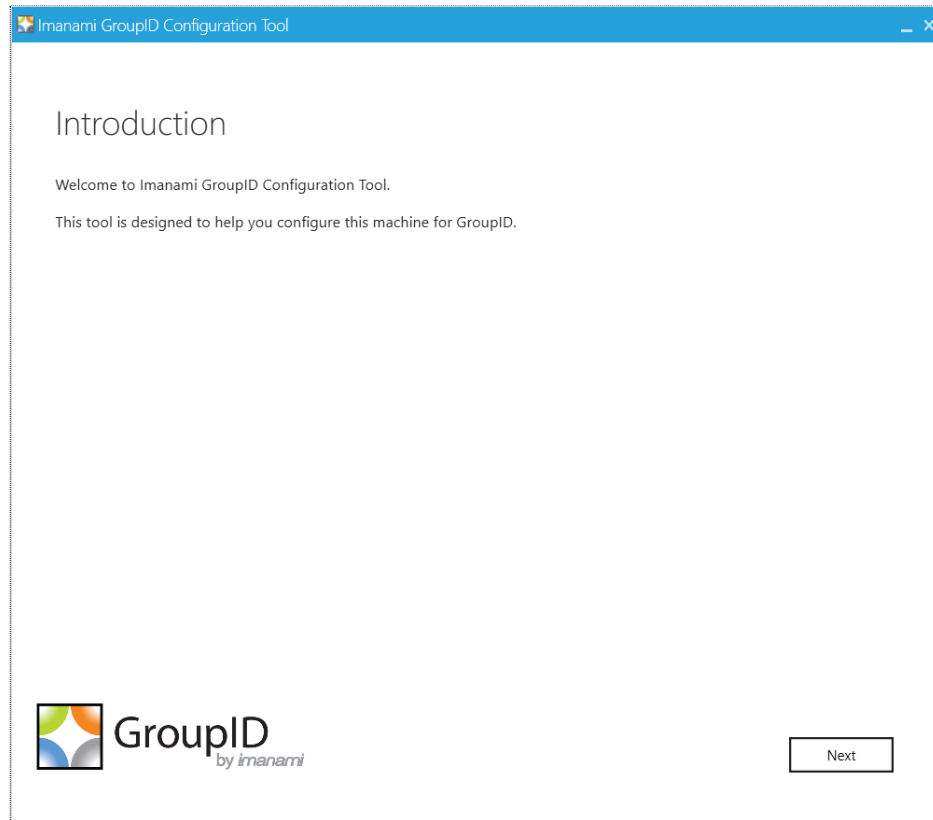 Imanami GroupID Configuration Tool
Introduction
Welcome to Imanami GroupID Configuration Tool.
This tool is designed to help you configure this machine for GroupID.
GroupID
by imanami
Next